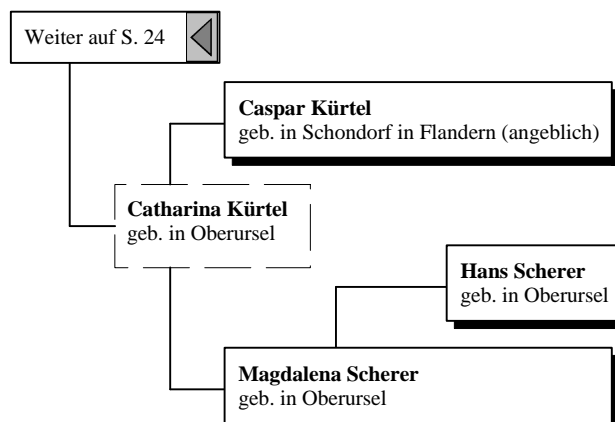 Weiter auf S. 24
Caspar Kürtel
geb. in Schondorf in Flandern (angeblich)
Catharina Kürtel
geb. in Oberursel
Hans Scherer
geb. in Oberursel
Magdalena Scherer
geb. in Oberursel